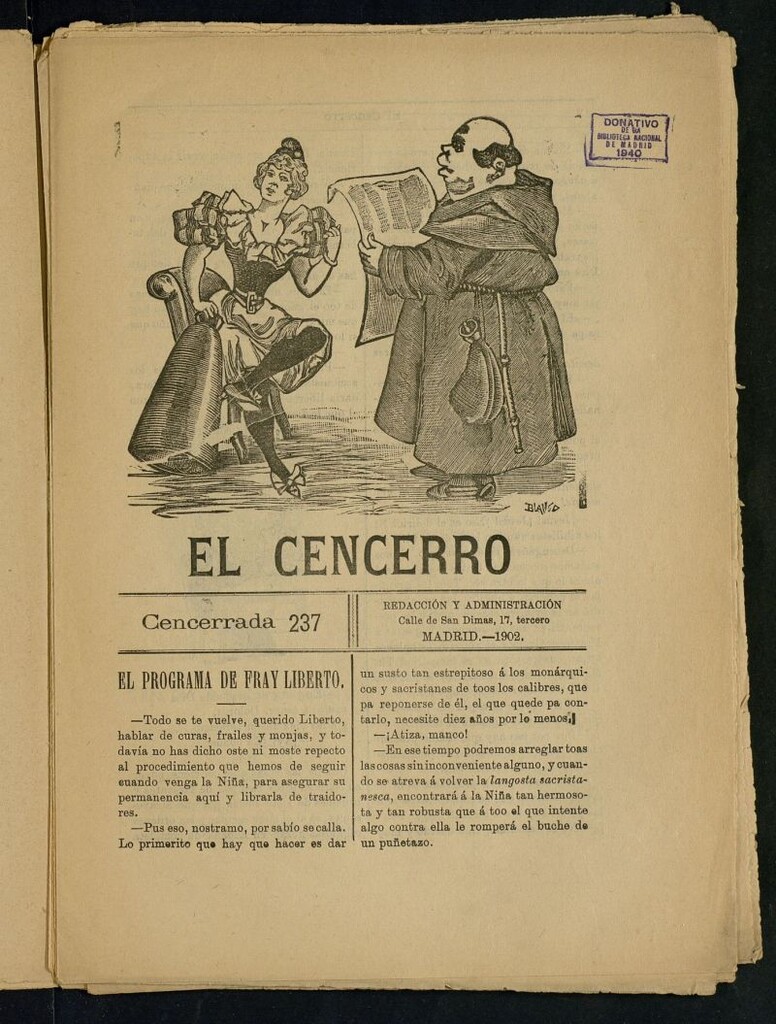 DONATIVO
DE LA
BIBLIOTECA NACIONAL
DE MADRID
1940
BLANCO
EL CENCERRO
Cencerrada 237
REDACCIÓN Y ADMINISTRACIÓN
Calle de San Dimas, 17, tercero
MADRID.—1902.
EL PROGRAMA DE FRAY LIBERTO.
—Todo se te vuelve, querido Liberto,
hablar de curas, frailes y monjas, y to-
davía no has dicho oste ni moste repecto
al procedimiento que hemos de seguir
cuando venga la Niña, para asegurar su
permanencia aquí y librarla de traido-
res.
—Pus eso, nostramo, por sabío se calla.
Lo primerito que hay que hacer es dar
un susto tan estrepitoso á los monárqui-
cos y sacristanes de toos los calibres, que
pa reponerse de él, el que quede pa con-
tarlo, necesite diez años por lo menos,
—¡Atiza, manco!
—En ese tiempo podremos arreglar toas
las cosas sin inconveniente alguno, y cuan-
do se atreva á volver la langosta sacrista-
nesca, encontrará á la Niña tan hermoso-
ta y tan robusta que á too el que intente
algo contra ella le romperá el buche de
un puñetazo.